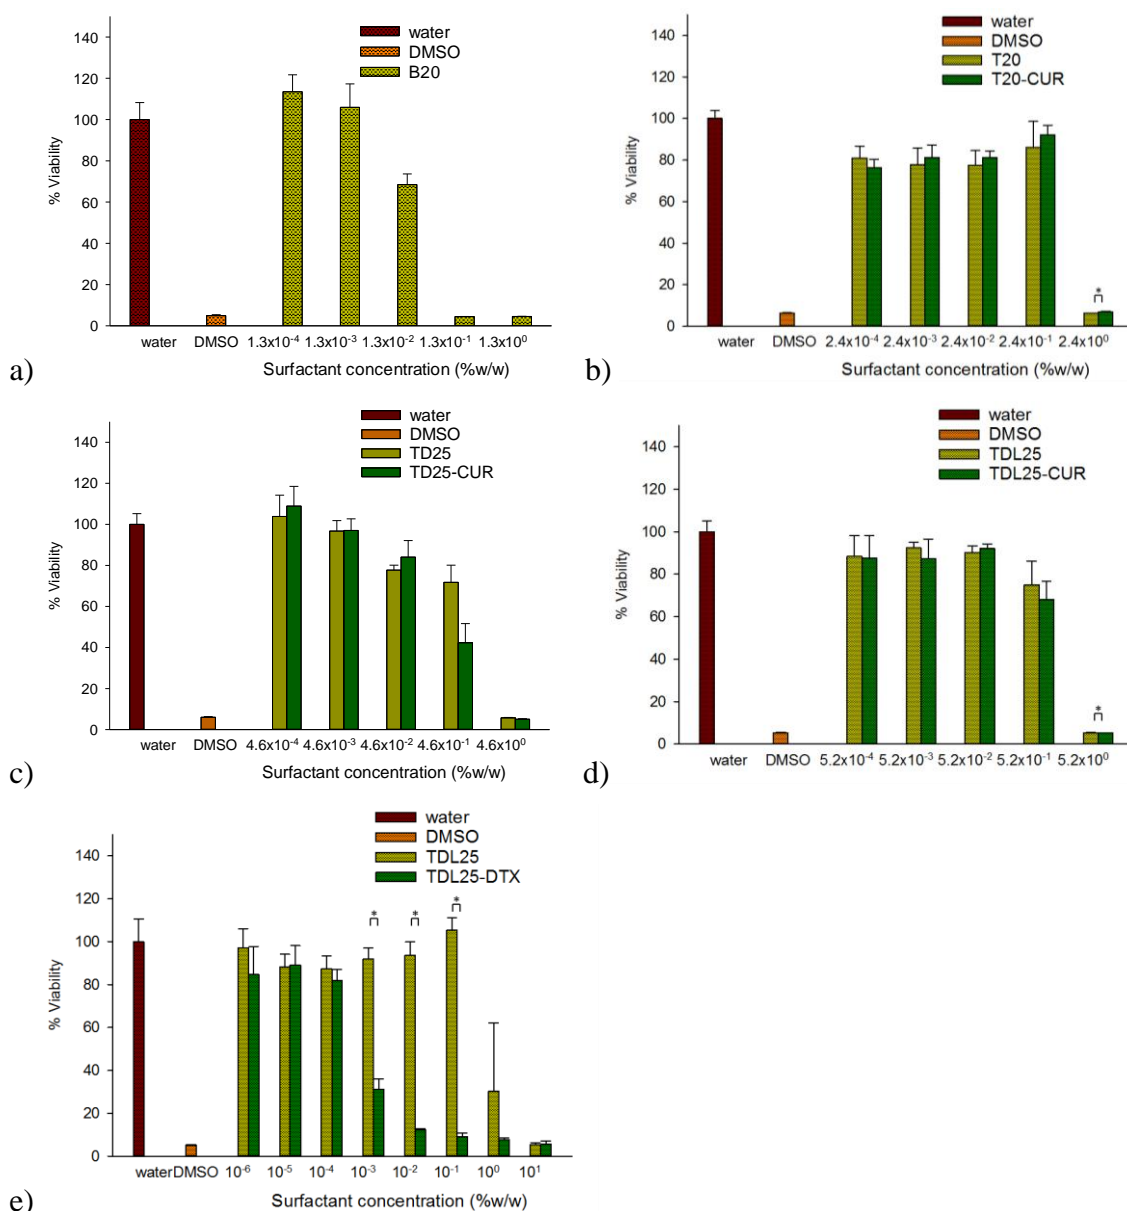 water
DMSO
B20
140
120
100
80
60
40
20
0
% Viability
water DMSO 1.3x10⁻⁴ 1.3x10⁻³ 1.3x10⁻² 1.3x10⁻¹ 1.3x10⁰
Surfactant concentration (%w/w)
a)
water
DMSO
T20
T20-CUR
140
120
100
80
60
40
20
0
% Viability
*
water DMSO 2.4x10⁻⁴ 2.4x10⁻³ 2.4x10⁻² 2.4x10⁻¹ 2.4x10⁰
Surfactant concentration (%w/w)
b)
water
DMSO
TD25
TD25-CUR
140
120
100
80
60
40
20
0
% Viability
water DMSO 4.6x10⁻⁴ 4.6x10⁻³ 4.6x10⁻² 4.6x10⁻¹ 4.6x10⁰
Surfactant concentration (%w/w)
c)
water
DMSO
TDL25
TDL25-CUR
140
120
100
80
60
40
20
0
% Viability
*
water DMSO 5.2x10⁻⁴ 5.2x10⁻³ 5.2x10⁻² 5.2x10⁻¹ 5.2x10⁰
Surfactant concentration (%w/w)
d)
water
DMSO
TDL25
TDL25-DTX
140
120
100
80
60
40
20
0
% Viability
* * *
water DMSO 10⁻⁶ 10⁻⁵ 10⁻⁴ 10⁻³ 10⁻² 10⁻¹ 10⁰ 10¹
Surfactant concentration (%w/w)
e)